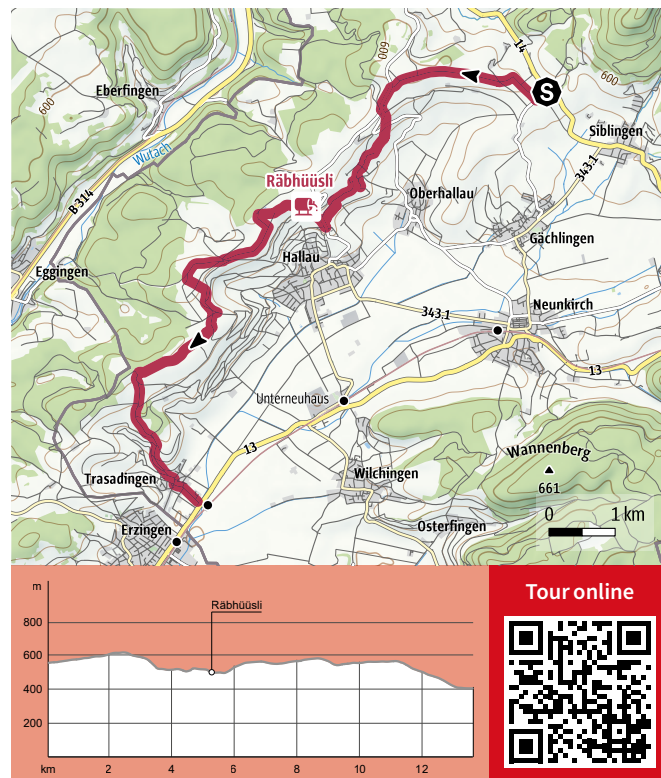 14
600
600
S
Eberfingen
600
Siblingen
Wutach
343.1
Räbhüüsli
Oberhallau
B 314
Gächlingen
Hallau
Eggingen
Neunkirch
343.1
13
Unterneuhaus
13
Wannenberg
Trasadingen
Wilchingen
661
Osterfingen
0 1 km
Erzingen
m
800
600
400
200
Räbhüüsli
km 2 4 6 8 10 12
Tour online